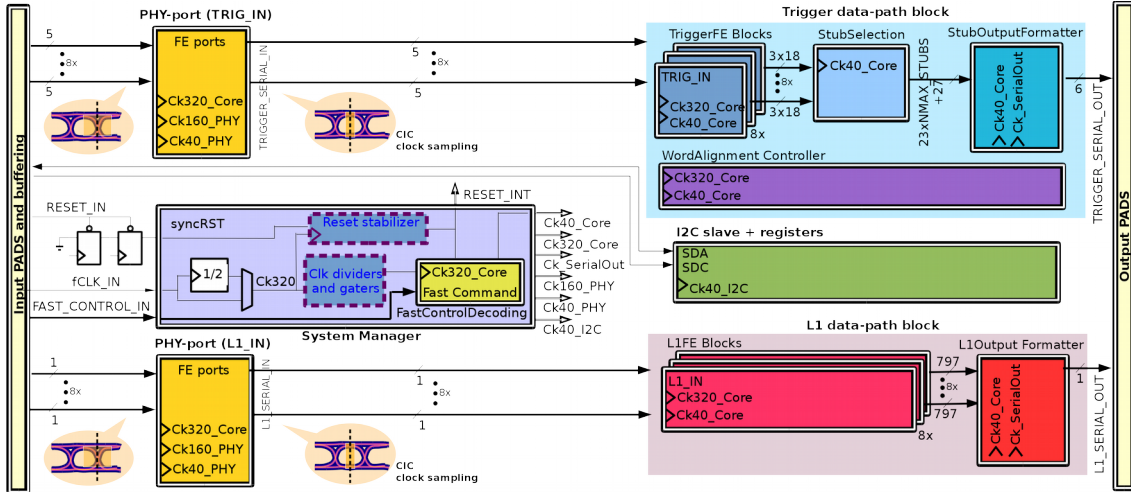 Input PADS and buffering
PHY-port (TRIG_IN)
5
8x
5
FE ports
Ck320_Core
Ck160_PHY
Ck40_PHY
TRIGGER_SERIAL_IN
5
8x
5
CIC
clock sampling
Trigger data-path block
TriggerFE Blocks
TRIG_IN
Ck320_Core
Ck40_Core
8x
3x18
8x
3x18
StubSelection
Ck40_Core
23xNMAX_STUBS
+27
StubOutputFormatter
Ck40_Core
Ck_SerialOut
6
TRIGGER_SERIAL_OUT
Output PADS
WordAlignment Controller
Ck320_Core
Ck40_Core
RESET_IN
fCLK_IN
FAST_CONTROL_IN
syncRST
1/2
Ck320
Reset stabilizer
Clk dividers
and gaters
Ck320_Core
Fast Command
FastControlDecoding
System Manager
RESET_INT
Ck40_Core
Ck320_Core
Ck_SerialOut
Ck160_PHY
Ck40_PHY
Ck40_I2C
I2C slave + registers
SDA
SDC
Ck40_I2C
PHY-port (L1_IN)
1
8x
1
FE ports
Ck320_Core
Ck160_PHY
Ck40_PHY
L1_SERIAL_IN
1
8x
1
CIC
clock sampling
L1 data-path block
L1FE Blocks
L1_IN
Ck320_Core
Ck40_Core
8x
797
8x
797
L1Output Formatter
Ck40_Core
Ck_SerialOut
1
L1_SERIAL_OUT